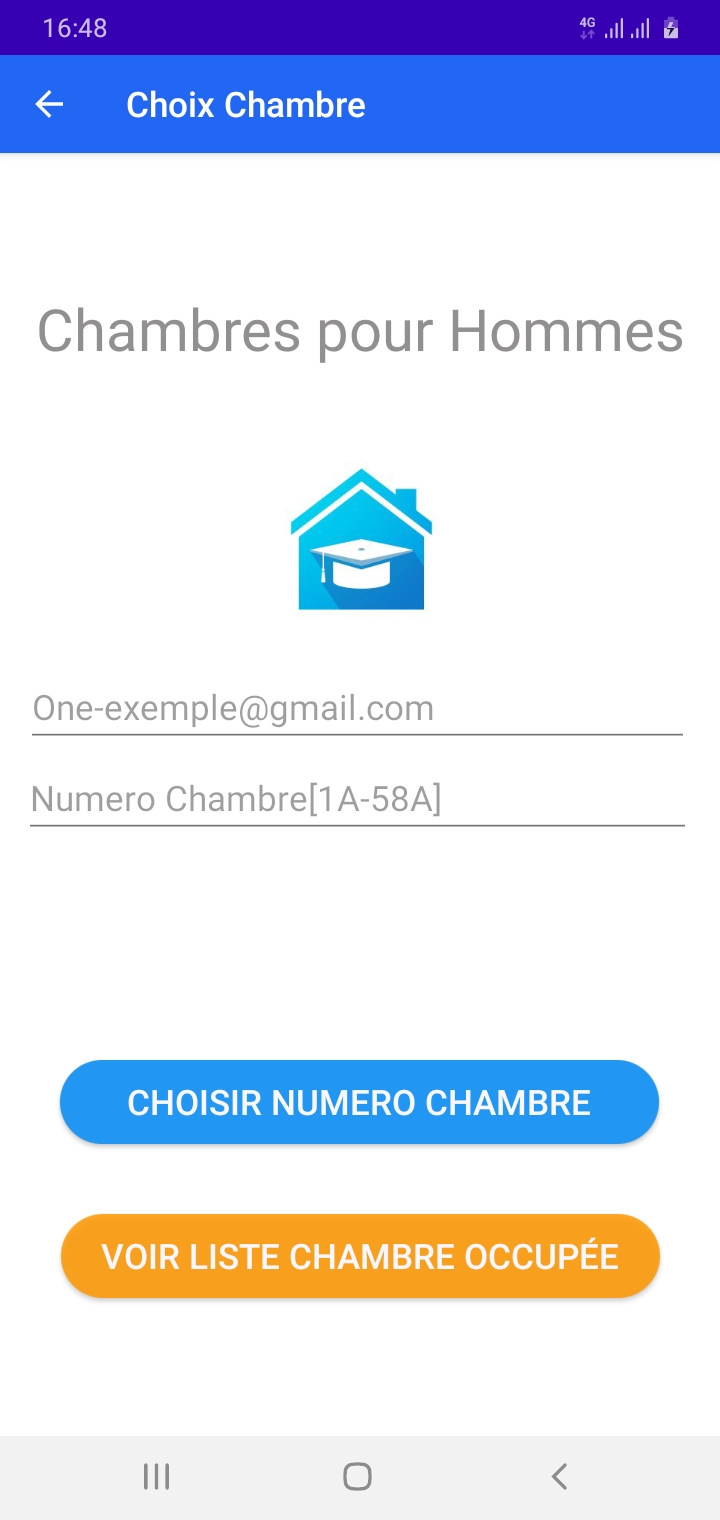 16:48
4G
Choix Chambre
Chambres pour Hommes
One-exemple@gmail.com
Numero Chambre[1A-58A]
CHOISIR NUMERO CHAMBRE
VOIR LISTE CHAMBRE OCCUPÉE